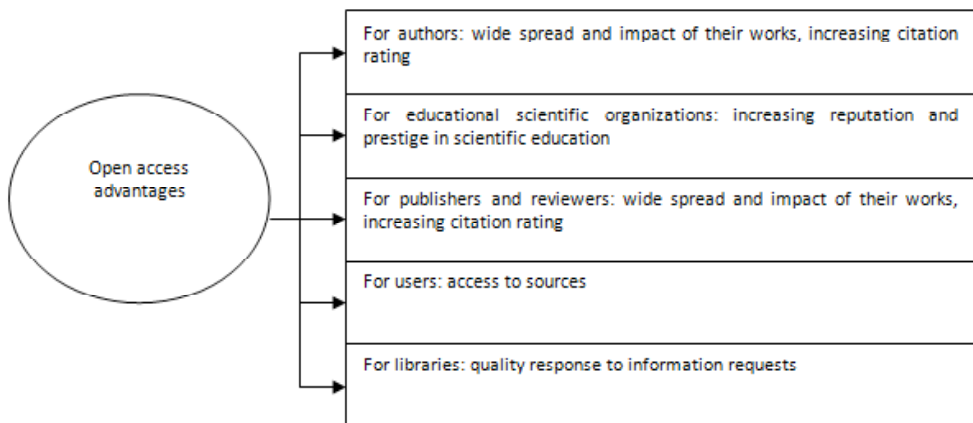 Open access
advantages
For authors: wide spread and impact of their works, increasing citation
rating
For educational scientific organizations: increasing reputation and
prestige in scientific education
For publishers and reviewers: wide spread and impact of their works,
increasing citation rating
For users: access to sources
For libraries: quality response to information requests